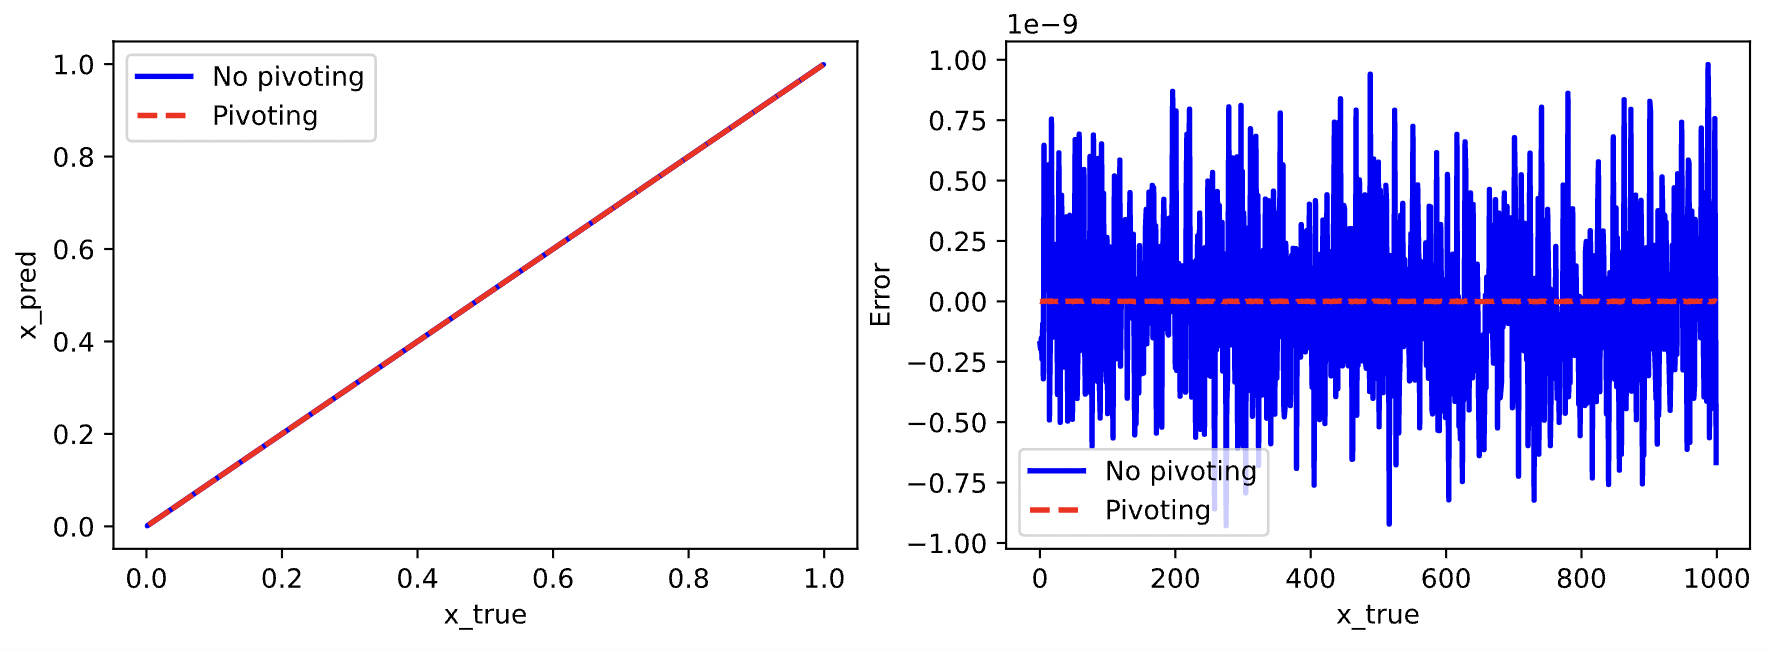 No pivoting
Pivoting
1.0
0.8
0.6
0.4
0.2
0.0
x_pred
0.0 0.2 0.4 0.6 0.8 1.0
x_true
1e−9
1.00
0.75
0.50
0.25
0.00
−0.25
−0.50
−0.75
−1.00
Error
No pivoting
Pivoting
0 200 400 600 800 1000
x_true